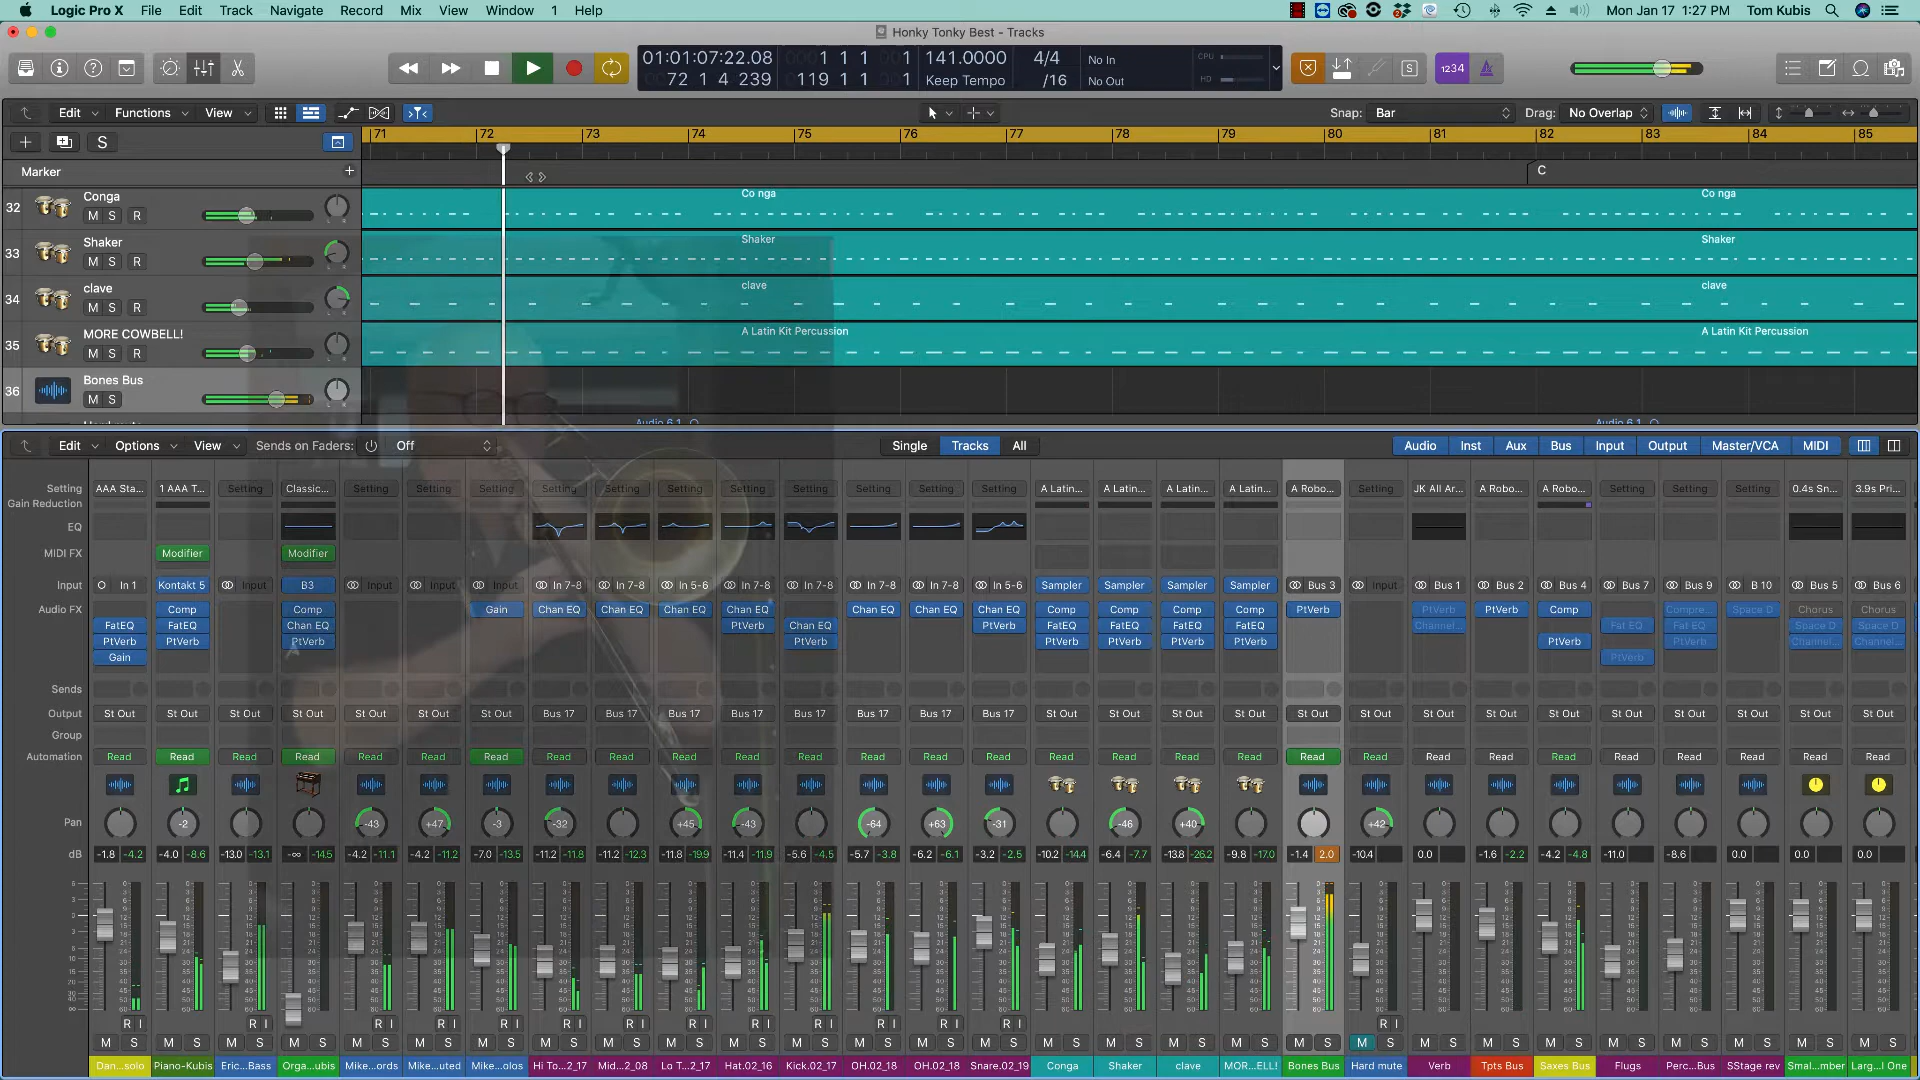 Logic Pro X File Edit Track Navigate Record Mix View Window 1 Help Mon Jan 17 1:27 PM Tom Kubis
Honky Tonky Best - Tracks
01:01:07:22.08 1 1 1 141.0000 4/4 No In CPU
72 1 4 239 119 1 1 1 Keep Tempo /16 No Out HD
1234
Edit Functions View Snap: Bar Drag: No Overlap
S
71 72 73 74 75 76 77 78 79 80 81 82 83 84 85
Marker + C
32 Conga M S R Co nga Co nga
33 Shaker M S R Shaker Shaker
34 clave M S R clave clave
35 MORE COWBELL! M S R A Latin Kit Percussion A Latin Kit Percussion
36 Bones Bus M S
Audio 6.1 Audio 6.1
Edit Options View Sends on Faders: Off Single Tracks All Audio Inst Aux Bus Input Output Master/VCA MIDI
Setting AAA Sta... 1 AAA T... Setting Classic... Setting Setting Setting Setting Setting Setting Setting Setting Setting Setting Setting A Latin... A Latin... A Latin... A Latin... A Robo... Setting JK All Ar... A Robo... A Robo... Setting Setting Setting 0.4s Sn... 3.9s Pri...
Gain Reduction
EQ
MIDI FX Modifier Modifier
Input In 1 Kontakt 5 Input B3 Input Input Input In 7-8 In 7-8 In 5-6 In 7-8 In 7-8 In 7-8 In 7-8 In 5-6 Sampler Sampler Sampler Sampler Bus 3 Input Bus 1 Bus 2 Bus 4 Bus 7 Bus 9 B 10 Bus 5 Bus 6
Audio FX Comp Comp Gain Chan EQ Chan EQ Chan EQ Chan EQ Chan EQ Chan EQ Chan EQ Comp Comp Comp Comp PtVerb PtVerb PtVerb Comp Compre... Space D Chorus Chorus
FatEQ FatEQ Chan EQ PtVerb Chan EQ PtVerb FatEQ FatEQ FatEQ FatEQ Channel... Fat EQ Fat EQ Space D Space D
PtVerb PtVerb PtVerb PtVerb PtVerb PtVerb PtVerb PtVerb PtVerb PtVerb Channel... Channel...
Gain PtVerb
Sends
Output St Out St Out St Out St Out St Out St Out St Out Bus 17 Bus 17 Bus 17 Bus 17 Bus 17 Bus 17 Bus 17 Bus 17 St Out St Out St Out St Out St Out St Out St Out St Out St Out St Out St Out St Out St Out St Out
Group
Automation Read Read Read Read Read Read Read Read Read Read Read Read Read Read Read Read Read Read Read Read Read Read Read Read Read Read Read Read Read
Pan -2 -43 +47 -3 -32 +45 -43 -64 +63 -31 -46 +40 +42
dB -1.8 -4.2 -4.0 -8.6 -13.0 -13.1 -∞ -14.5 -4.2 -11.1 -4.2 -11.2 -7.0 -13.5 -11.2 -11.8 -11.2 -12.3 -11.8 -19.9 -11.4 -11.9 -5.6 -4.5 -5.7 -3.8 -6.2 -6.1 -3.2 -2.5 -10.2 -14.4 -6.4 -7.7 -13.8 -26.2 -9.8 -17.0 -1.4 2.0 -10.4 0.0 -1.6 -2.2 -4.2 -4.8 -11.0 -8.6 0.0 0.0 0.0
R I R I R I R I R I R I R I R I R I R I R I R I R I R I
M S M S M S M S M S M S M S M S M S M S M S M S M S M S M S M S M S M S M S M S M S M S M S M S M S M S M S M S M S
Dan...solo Piano-Kubis Eric...Bass Orga...ubis Mike...ords Mike...uted Mike...olos Hi To...2_17 Mid...2_08 Lo T...2_17 Hat.02_16 Kick.02_17 OH.02_18 OH.02_18 Snare.02_19 Conga Shaker clave MOR...ELL! Bones Bus Hard mute Verb Tpts Bus Saxes Bus Flugs Perc...Bus SStage rev Smal...mber Larg...l One